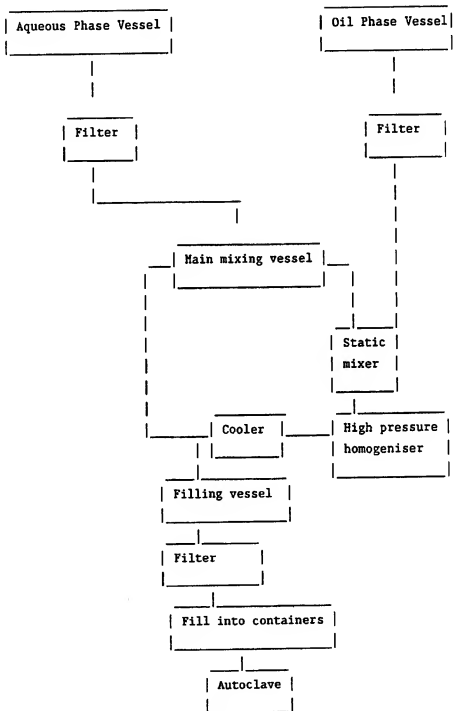 Aqueous Phase Vessel
Oil Phase Vessel
Filter
Filter
Main mixing vessel
Static
mixer
Cooler
High pressure
homogeniser
Filling vessel
Filter
Fill into containers
Autoclave